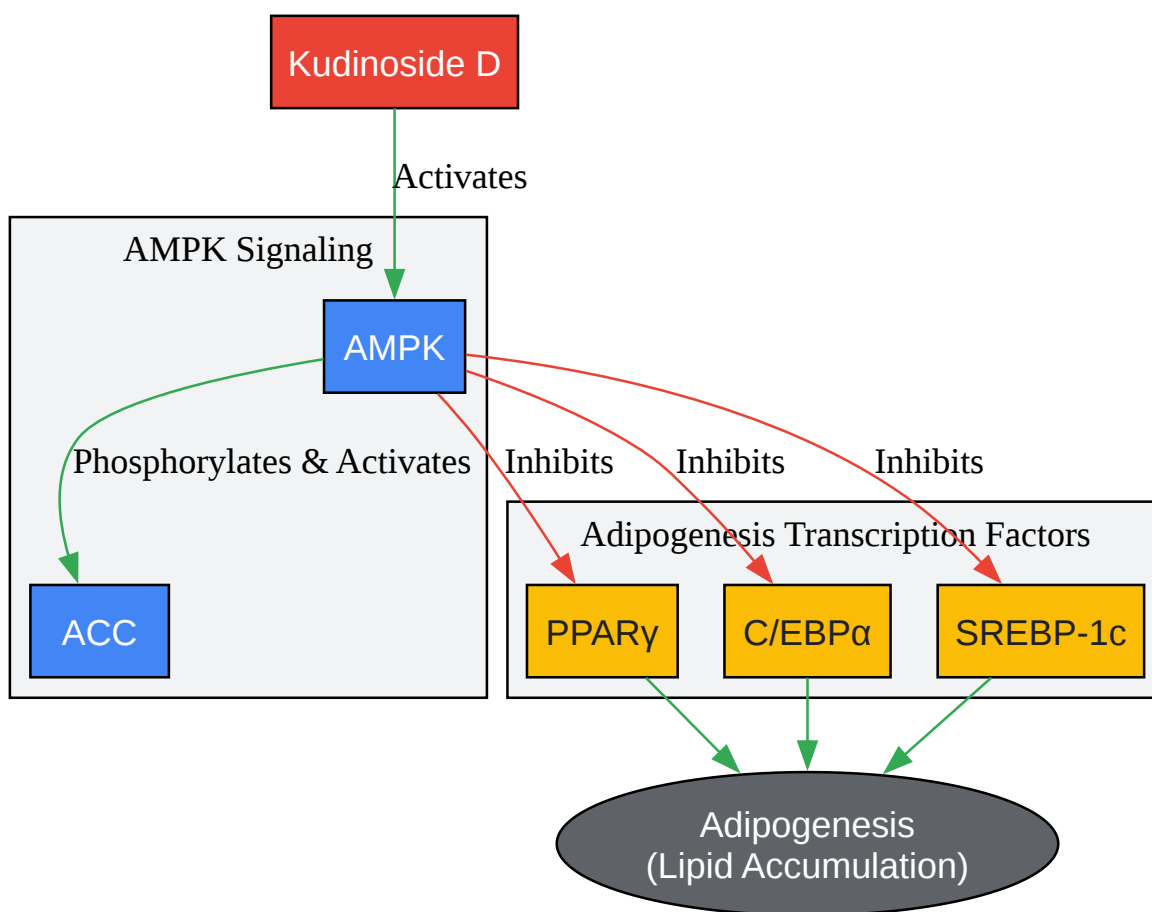 Kudinoside D
Activates
AMPK Signaling
AMPK
Phosphorylates & Activates
Inhibits
Inhibits
Inhibits
Adipogenesis Transcription Factors
ACC
PPARγ
C/EBPα
SREBP-1c
Adipogenesis
(Lipid Accumulation)